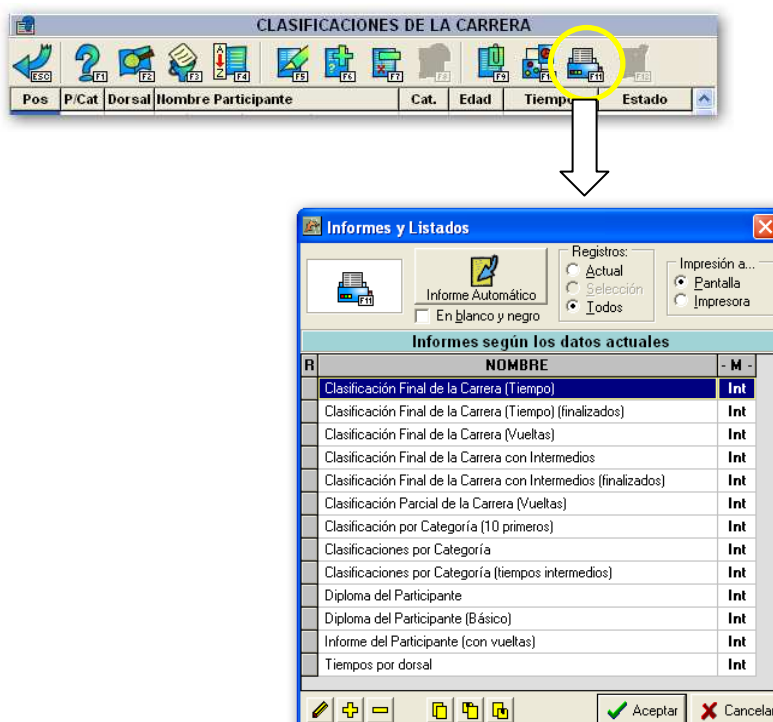 CLASIFICACIONES DE LA CARRERA
ESC F1 F2 F3 F4 F5 F6 F7 F8 F9 F10 F11 F12
Pos P/Cat Dorsal Nombre Participante Cat. Edad Tiempo Estado
Informes y Listados
F11
Informe Automático
En blanco y negro
Registros:
Actual
Selección
Todos
Impresión a...
Pantalla
Impresora
Informes según los datos actuales
R NOMBRE - M -
Clasificación Final de la Carrera (Tiempo) Int
Clasificación Final de la Carrera (Tiempo) (finalizados) Int
Clasificación Final de la Carrera (Vueltas) Int
Clasificación Final de la Carrera con Intermedios Int
Clasificación Final de la Carrera con Intermedios (finalizados) Int
Clasificación Parcial de la Carrera (Vueltas) Int
Clasificación por Categoría (10 primeros) Int
Clasificaciones por Categoría Int
Clasificaciones por Categoría (tiempos intermedios) Int
Diploma del Participante Int
Diploma del Participante (Básico) Int
Informe del Participante (con vueltas) Int
Tiempos por dorsal Int
Aceptar Cancelar